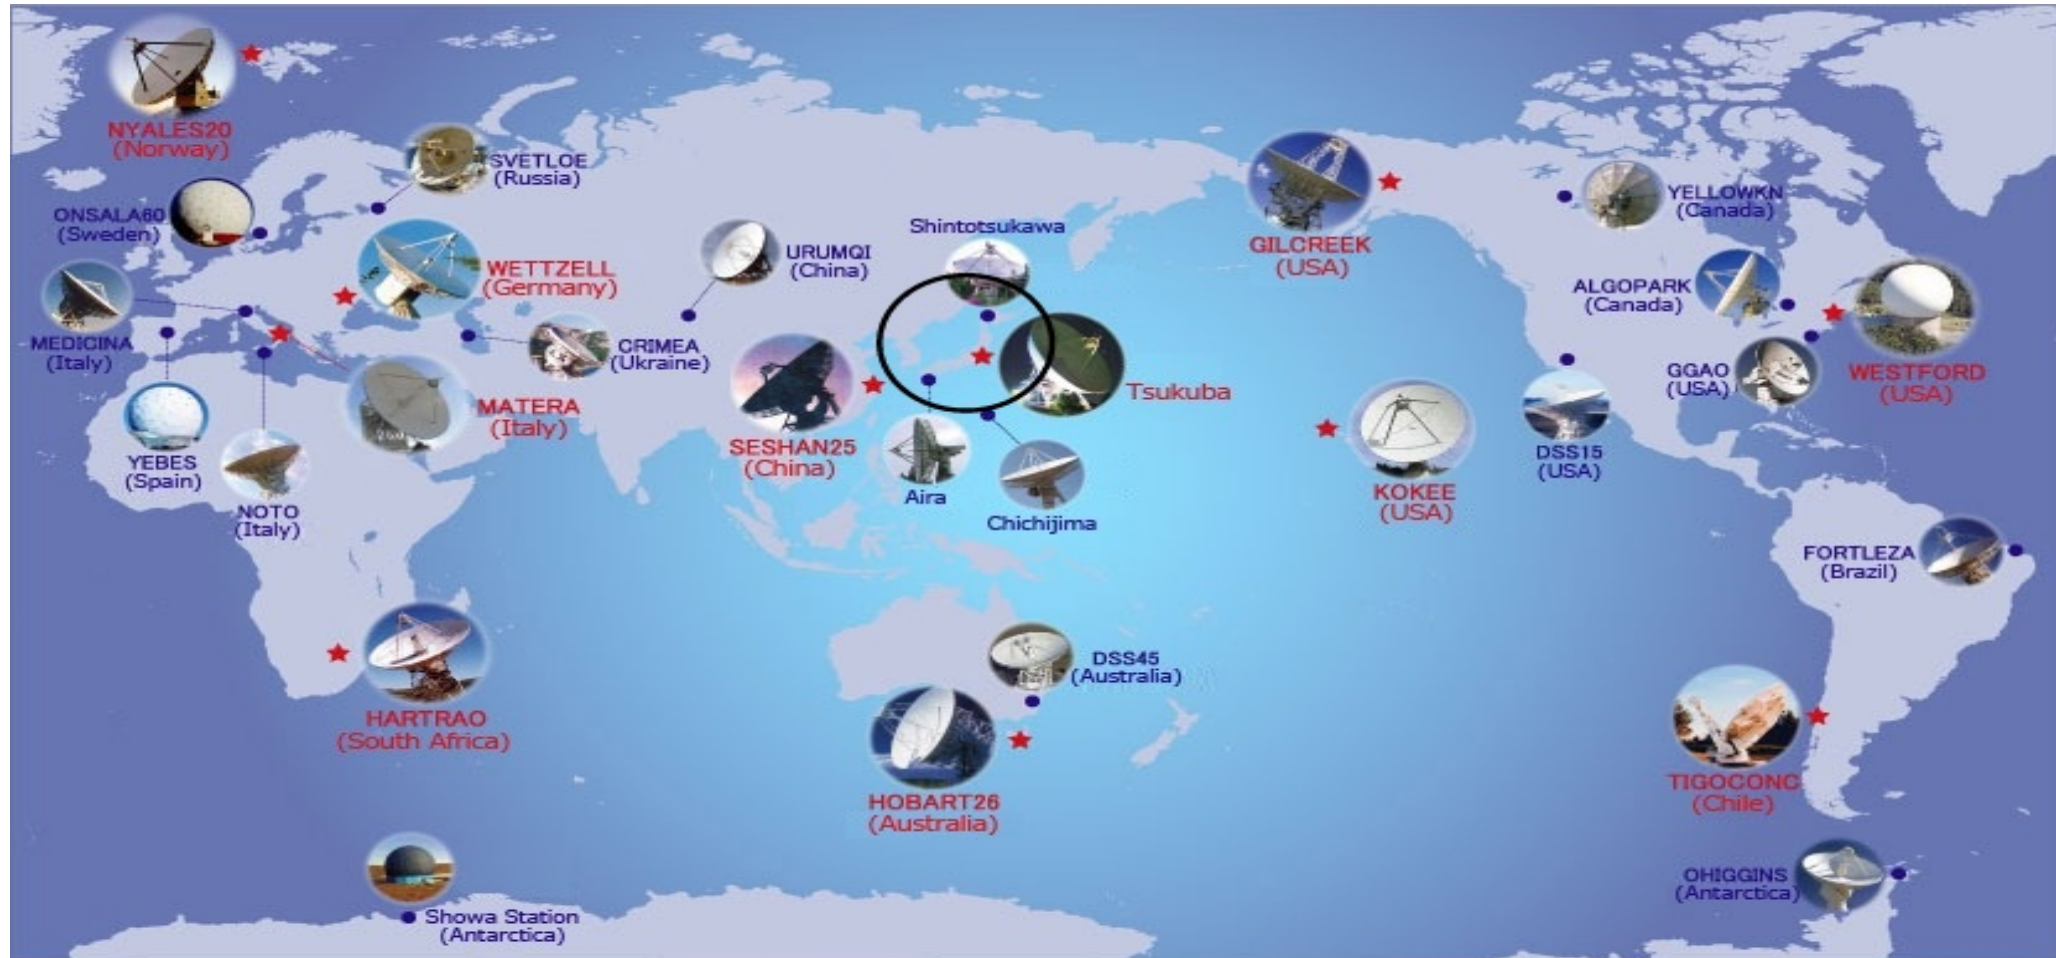 NYALES20
(Norway)
SVETLOE
(Russia)
ONSALA60
(Sweden)
WETTZELL
(Germany)
MEDICINA
(Italy)
CRIMEA
(Ukraine)
URUMQI
(China)
Shintotsukawa
GILCREEK
(USA)
YELLOWKN
(Canada)
ALGOPARK
(Canada)
GGAO
(USA)
WESTFORD
(USA)
YEBES
(Spain)
NOTO
(Italy)
MATERA
(Italy)
SESHAN25
(China)
Tsukuba
Aira
Chichijima
KOKEE
(USA)
DSS15
(USA)
FORTLEZA
(Brazil)
HARTRAO
(South Africa)
DSS45
(Australia)
HOBART26
(Australia)
TIGOCONC
(Chile)
Showa Station
(Antarctica)
OHIGGINS
(Antarctica)